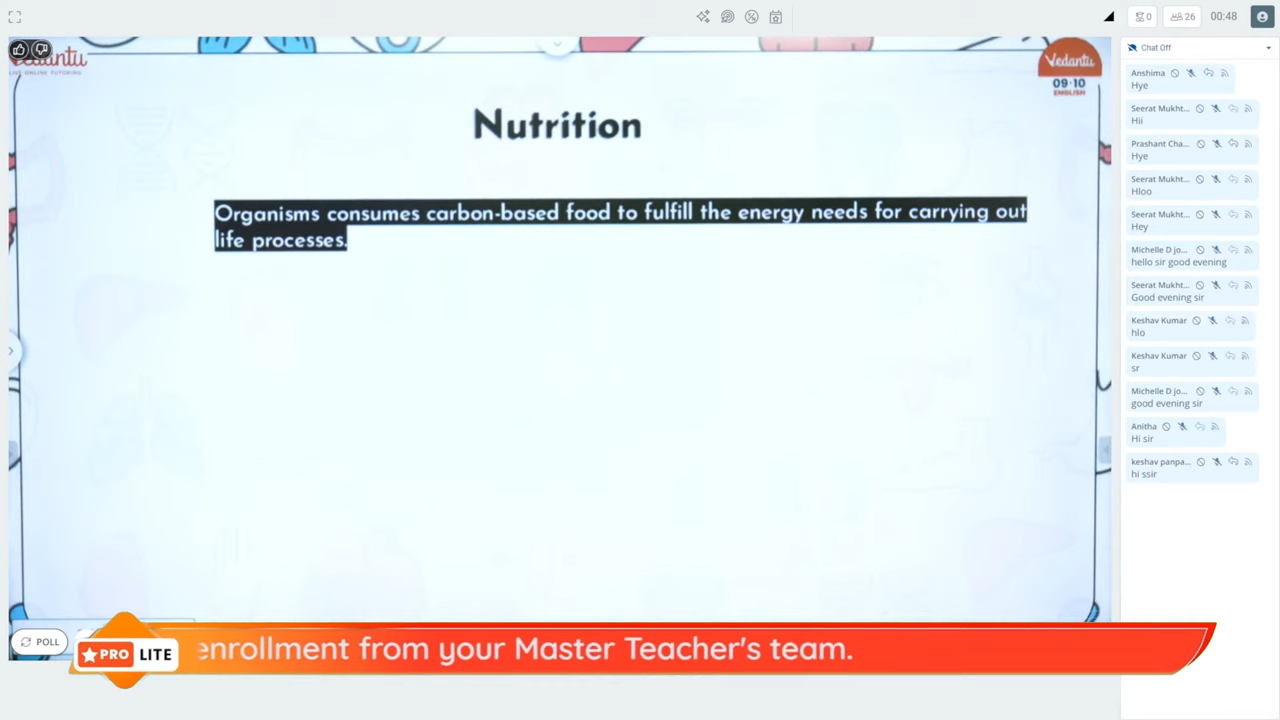 0
26
00:48
Vedantu
LIVE ONLINE TUTORING
Vedantu
09-10
ENGLISH
Nutrition
Organisms consumes carbon-based food to fulfill the energy needs for carrying out
life processes.
POLL
PRO LITE
enrollment from your Master Teacher's team.
Chat Off
Anshima
Hye
Seerat Mukht...
Hii
Prashant Cha...
Hye
Seerat Mukht...
Hloo
Seerat Mukht...
Hey
Michelle D jo...
hello sir good evening
Seerat Mukht...
Good evening sir
Keshav Kumar
hlo
Keshav Kumar
sr
Michelle D jo...
good evening sir
Anitha
Hi sir
keshav panpa...
hi ssir